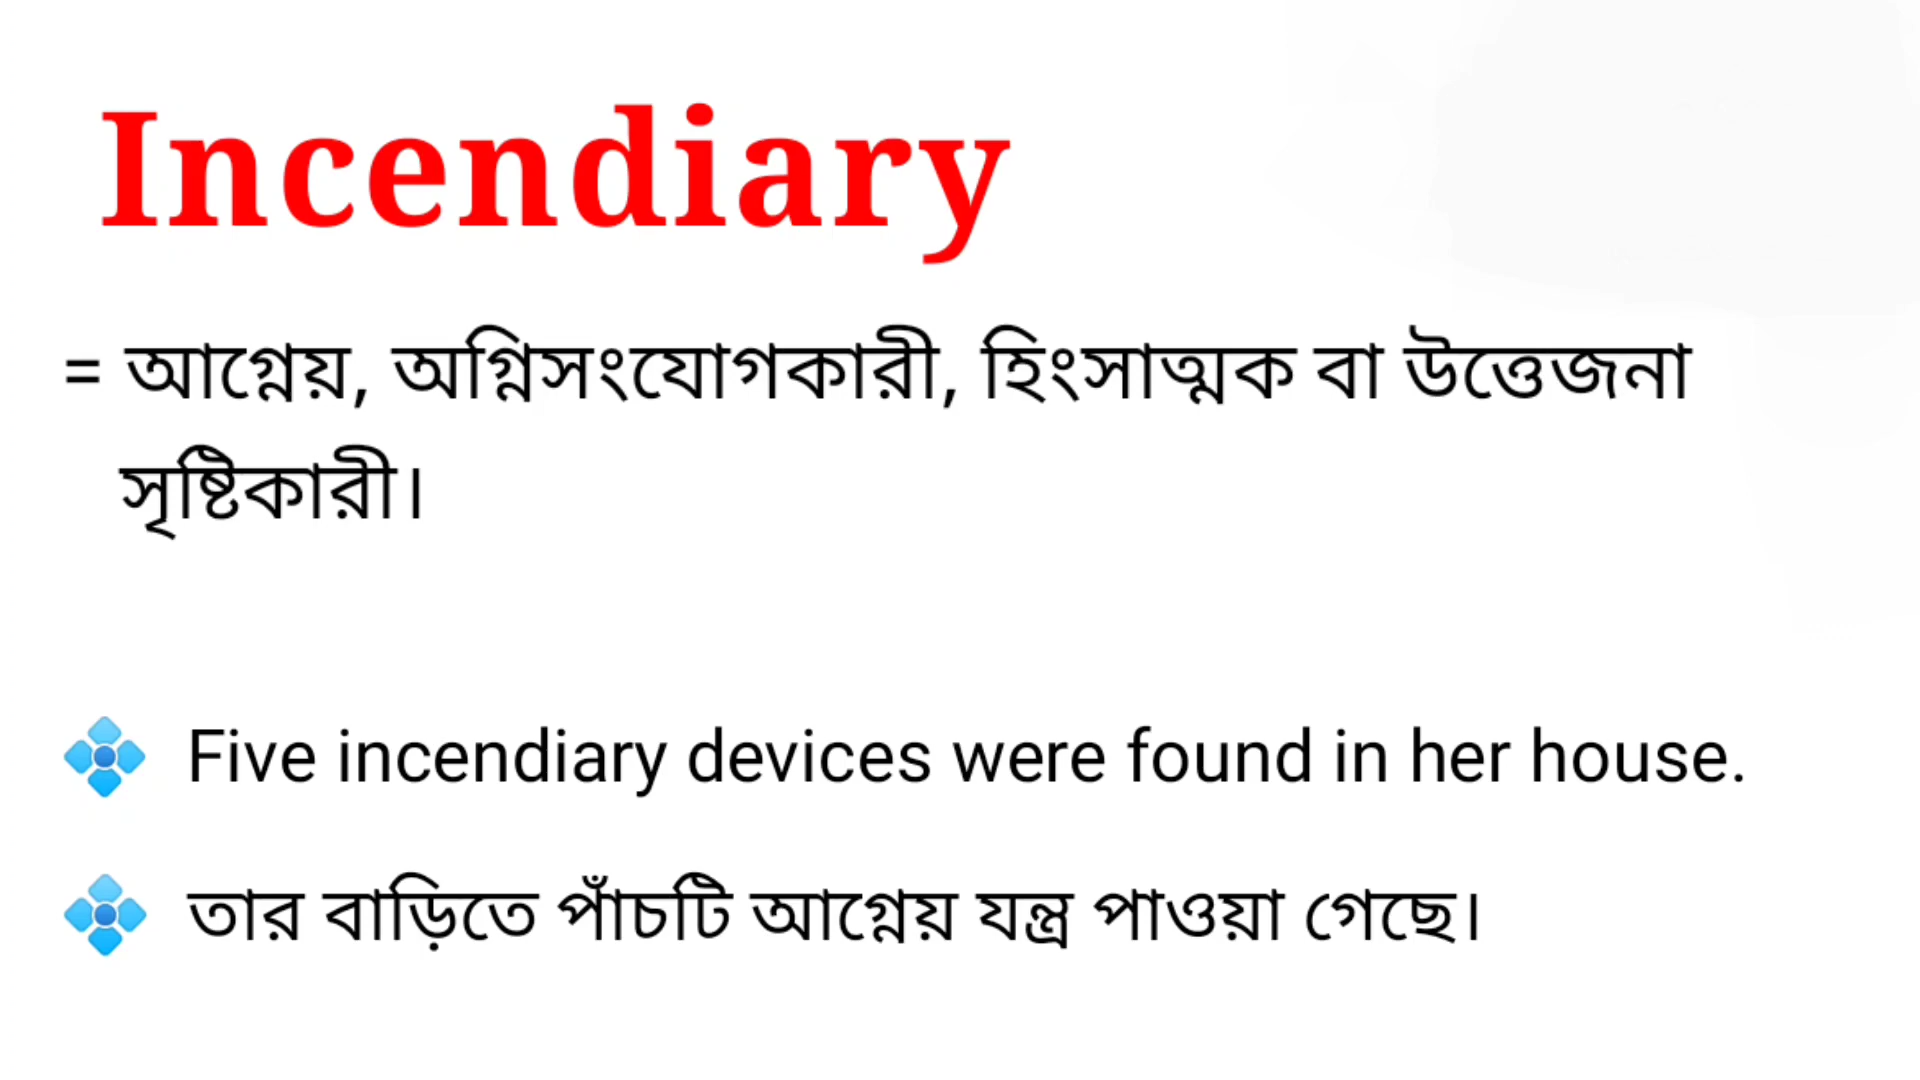 Incendiary
= আগ্নেয়, অগ্নিসংযোগকারী, হিংসাত্মক বা উত্তেজনা
সৃষ্টিকারী।
Five incendiary devices were found in her house.
তার বাড়িতে পাঁচটি আগ্নেয় যন্ত্র পাওয়া গেছে।